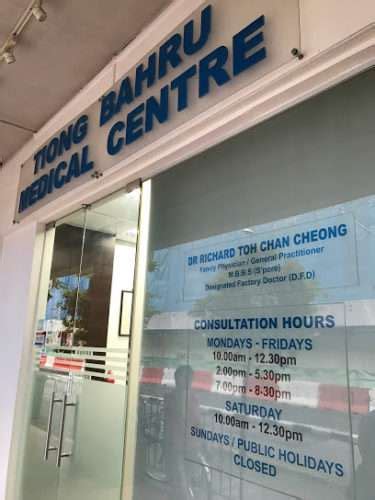 TIONG BAHRU
MEDICAL CENTRE
DR RICHARD TOH CHAN CHEONG
Family Physician / General Practitioner
M.B.B.S (S'pore)
Designated Factory Doctor (D.F.D)
CONSULTATION HOURS
MONDAYS - FRIDAYS
10.00am - 12.30pm
2.00pm - 5.30pm
7.00pm - 8.30pm
SATURDAY
10.00am - 12.30pm
SUNDAYS / PUBLIC HOLIDAYS
CLOSED